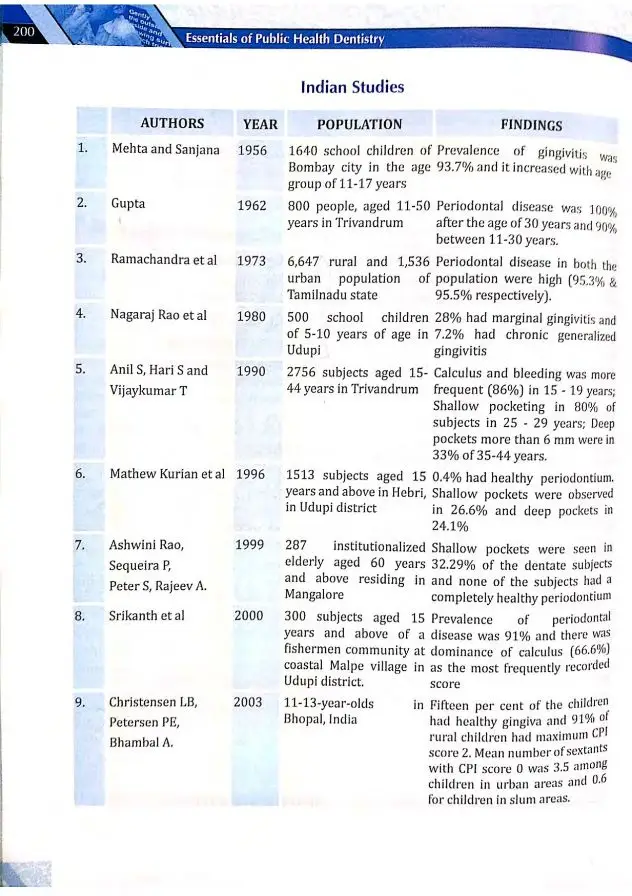 200
Essentials of Public Health Dentistry
Indian Studies
AUTHORS YEAR POPULATION FINDINGS
1. Mehta and Sanjana 1956 1640 school children of Prevalence of gingivitis was
Bombay city in the age 93.7% and it increased with age
group of 11-17 years
2. Gupta 1962 800 people, aged 11-50 Periodontal disease was 100%
years in Trivandrum after the age of 30 years and 90%
between 11-30 years.
3. Ramachandra et al 1973 6,647 rural and 1,536 Periodontal disease in both the
urban population of population were high (95.3% &
Tamilnadu state 95.5% respectively).
4. Nagaraj Rao et al 1980 500 school children 28% had marginal gingivitis and
of 5-10 years of age in 7.2% had chronic generalized
Udupi gingivitis
5. Anil S, Hari S and 1990 2756 subjects aged 15- Calculus and bleeding was more
Vijaykumar T 44 years in Trivandrum frequent (86%) in 15 - 19 years;
Shallow pocketing in 80% of
subjects in 25 - 29 years; Deep
pockets more than 6 mm were in
33% of 35-44 years.
6. Mathew Kurian et al 1996 1513 subjects aged 15 0.4% had healthy periodontium.
years and above in Hebri, Shallow pockets were observed
in Udupi district in 26.6% and deep pockets in
24.1%
7. Ashwini Rao, 1999 287 institutionalized Shallow pockets were seen in
Sequeira P, elderly aged 60 years 32.29% of the dentate subjects
Peter S, Rajeev A. and above residing in and none of the subjects had a
Mangalore completely healthy periodontium
8. Srikanth et al 2000 300 subjects aged 15 Prevalence of periodontal
years and above of a disease was 91% and there was
fishermen community at dominance of calculus (66.6%)
coastal Malpe village in as the most frequently recorded
Udupi district. score
9. Christensen LB, 2003 11-13-year-olds in Fifteen per cent of the children
Petersen PE, Bhopal, India had healthy gingiva and 91% of
Bhambal A. rural children had maximum CPI
score 2. Mean number of sextants
with CPI score 0 was 3.5 among
children in urban areas and 0.6
for children in slum areas.